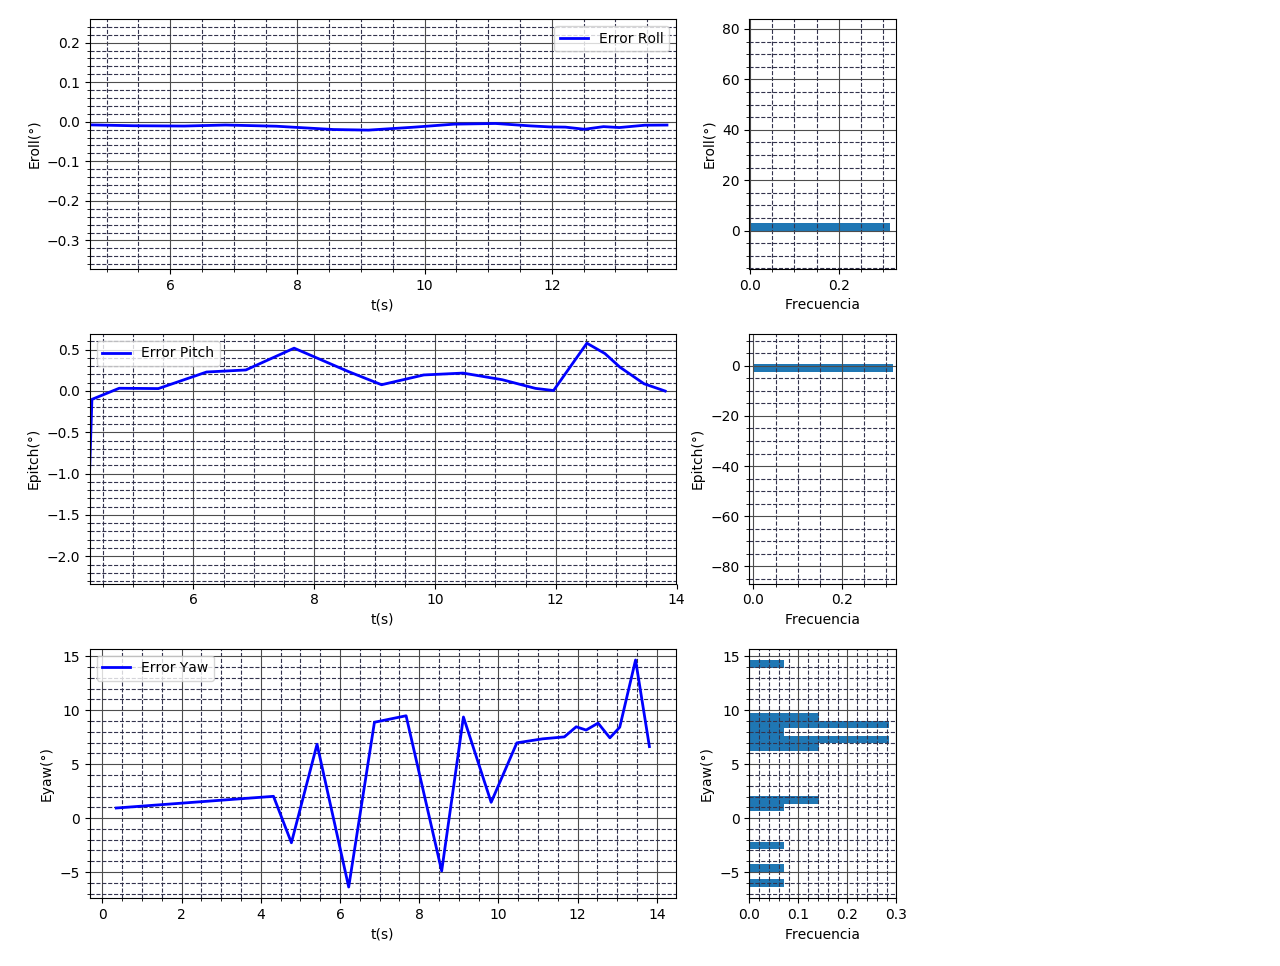 Error Roll
Eroll(°)
0.2
0.1
0.0
−0.1
−0.2
−0.3
6 8 10 12
t(s)
Eroll(°)
80
60
40
20
0
0.0 0.2
Frecuencia
Error Pitch
Epitch(°)
0.5
0.0
−0.5
−1.0
−1.5
−2.0
6 8 10 12 14
t(s)
Epitch(°)
0
−20
−40
−60
−80
0.0 0.2
Frecuencia
Error Yaw
Eyaw(°)
15
10
5
0
−5
0 2 4 6 8 10 12 14
t(s)
Eyaw(°)
15
10
5
0
−5
0.0 0.1 0.2 0.3
Frecuencia